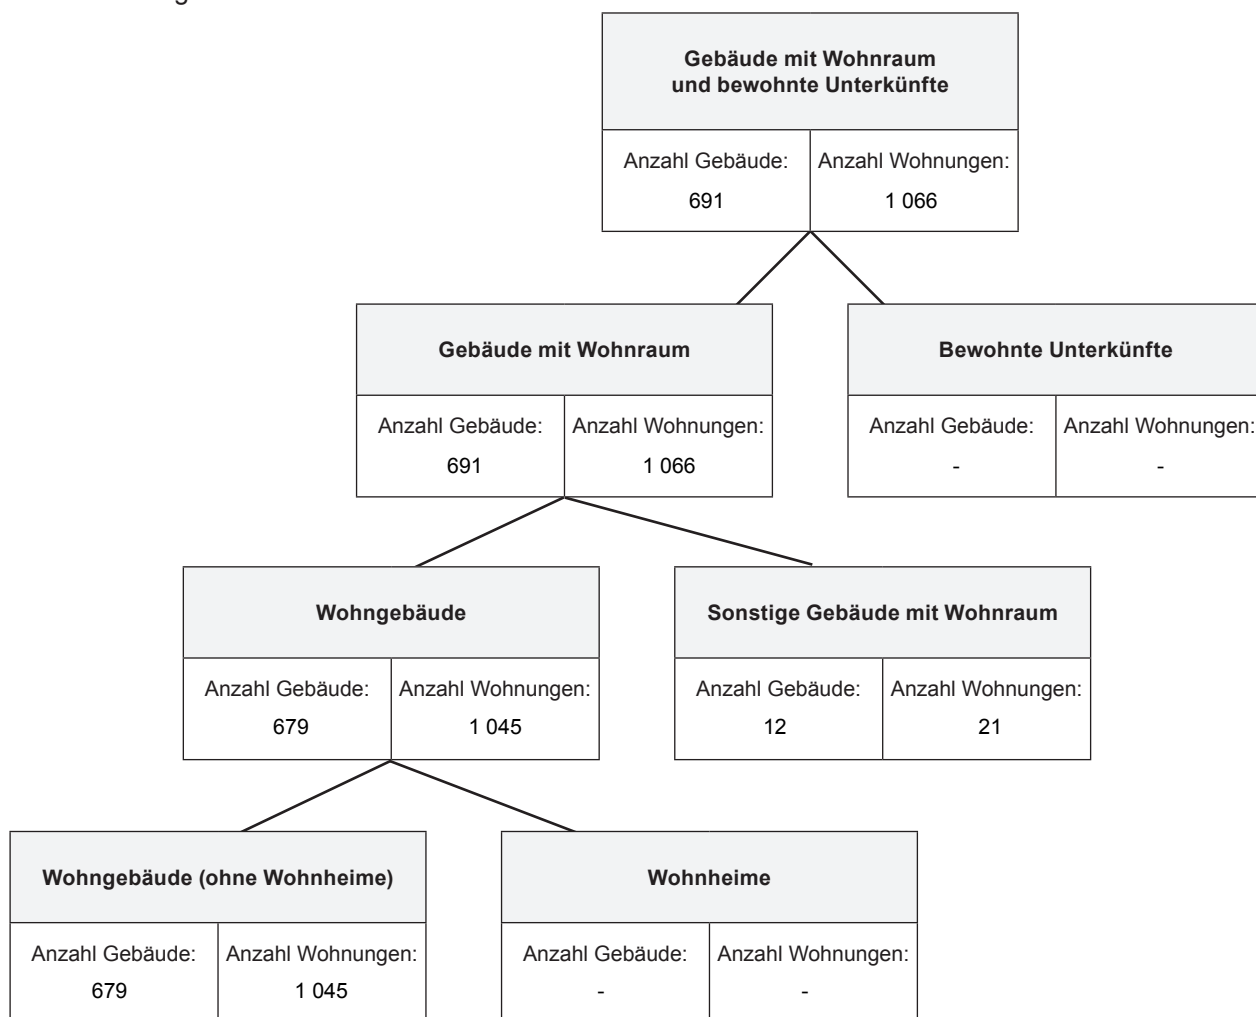 Gebäude mit Wohnraum
und bewohnte Unterkünfte
Anzahl Gebäude: Anzahl Wohnungen:
691 1 066
Gebäude mit Wohnraum
Bewohnte Unterkünfte
Anzahl Gebäude: Anzahl Wohnungen:
691 1 066
Anzahl Gebäude: Anzahl Wohnungen:
- -
Wohngebäude
Sonstige Gebäude mit Wohnraum
Anzahl Gebäude: Anzahl Wohnungen:
679 1 045
Anzahl Gebäude: Anzahl Wohnungen:
12 21
Wohngebäude (ohne Wohnheime)
Wohnheime
Anzahl Gebäude: Anzahl Wohnungen:
679 1 045
Anzahl Gebäude: Anzahl Wohnungen:
- -